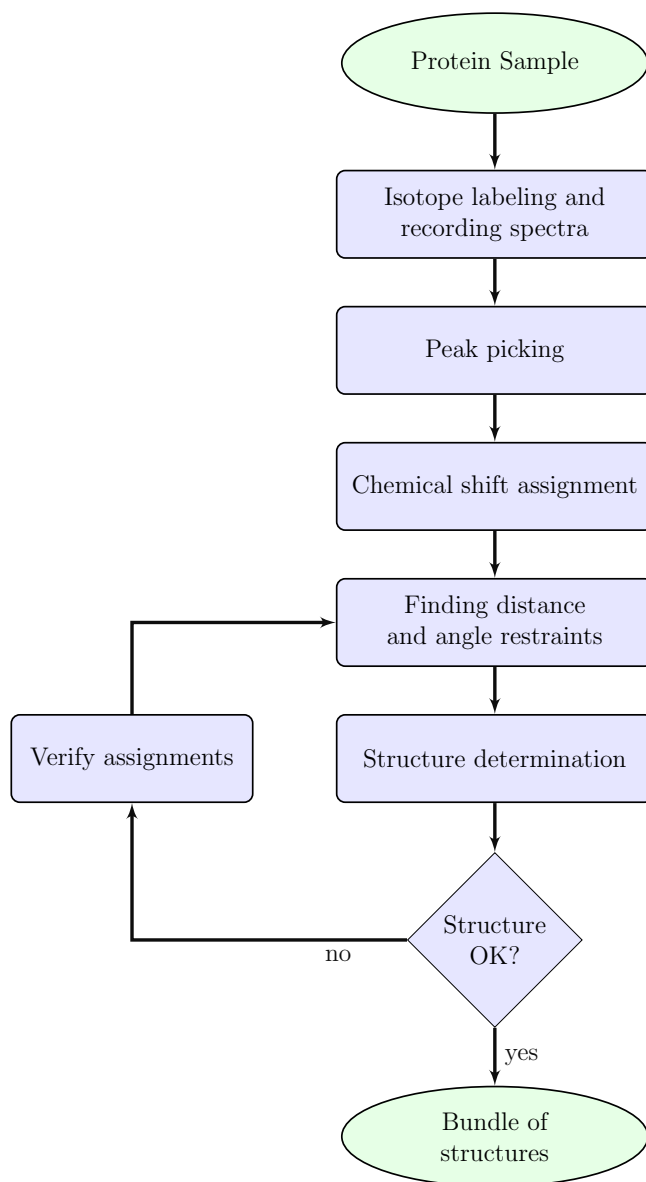 Protein Sample
Isotope labeling and
recording spectra
Peak picking
Chemical shift assignment
Finding distance
and angle restraints
Verify assignments
Structure determination
Structure
OK?
no
yes
Bundle of
structures